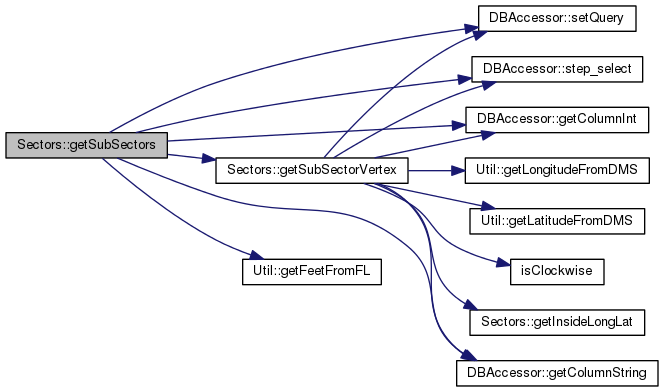 DBAccessor::setQuery
DBAccessor::step_select
DBAccessor::getColumnInt
Sectors::getSubSectors
Sectors::getSubSectorVertex
Util::getLongitudeFromDMS
Util::getLatitudeFromDMS
Util::getFeetFromFL
isClockwise
Sectors::getInsideLongLat
DBAccessor::getColumnString